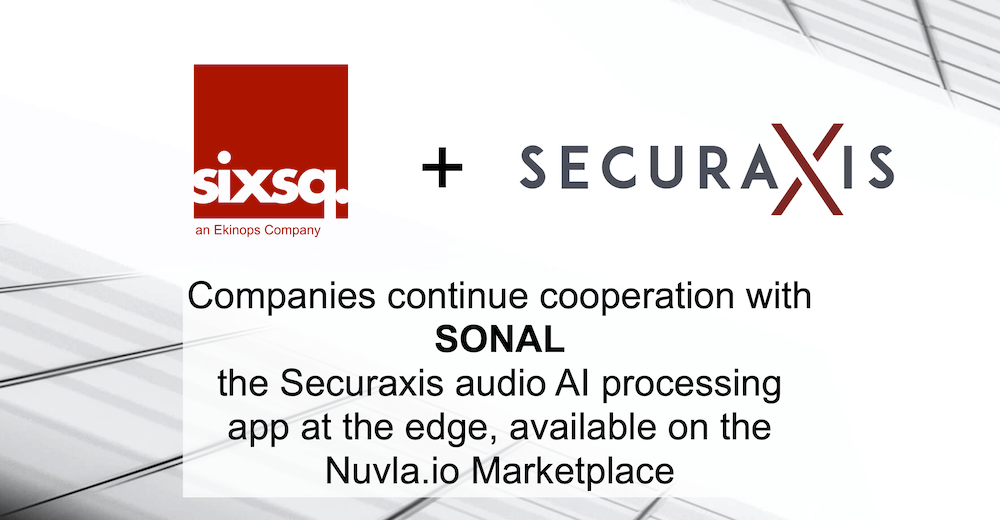 sixsq.
an Ekinops Company
+
SECURAXIS
Companies continue cooperation with
SONAL
the Securaxis audio AI processing
app at the edge, available on the
Nuvla.io Marketplace